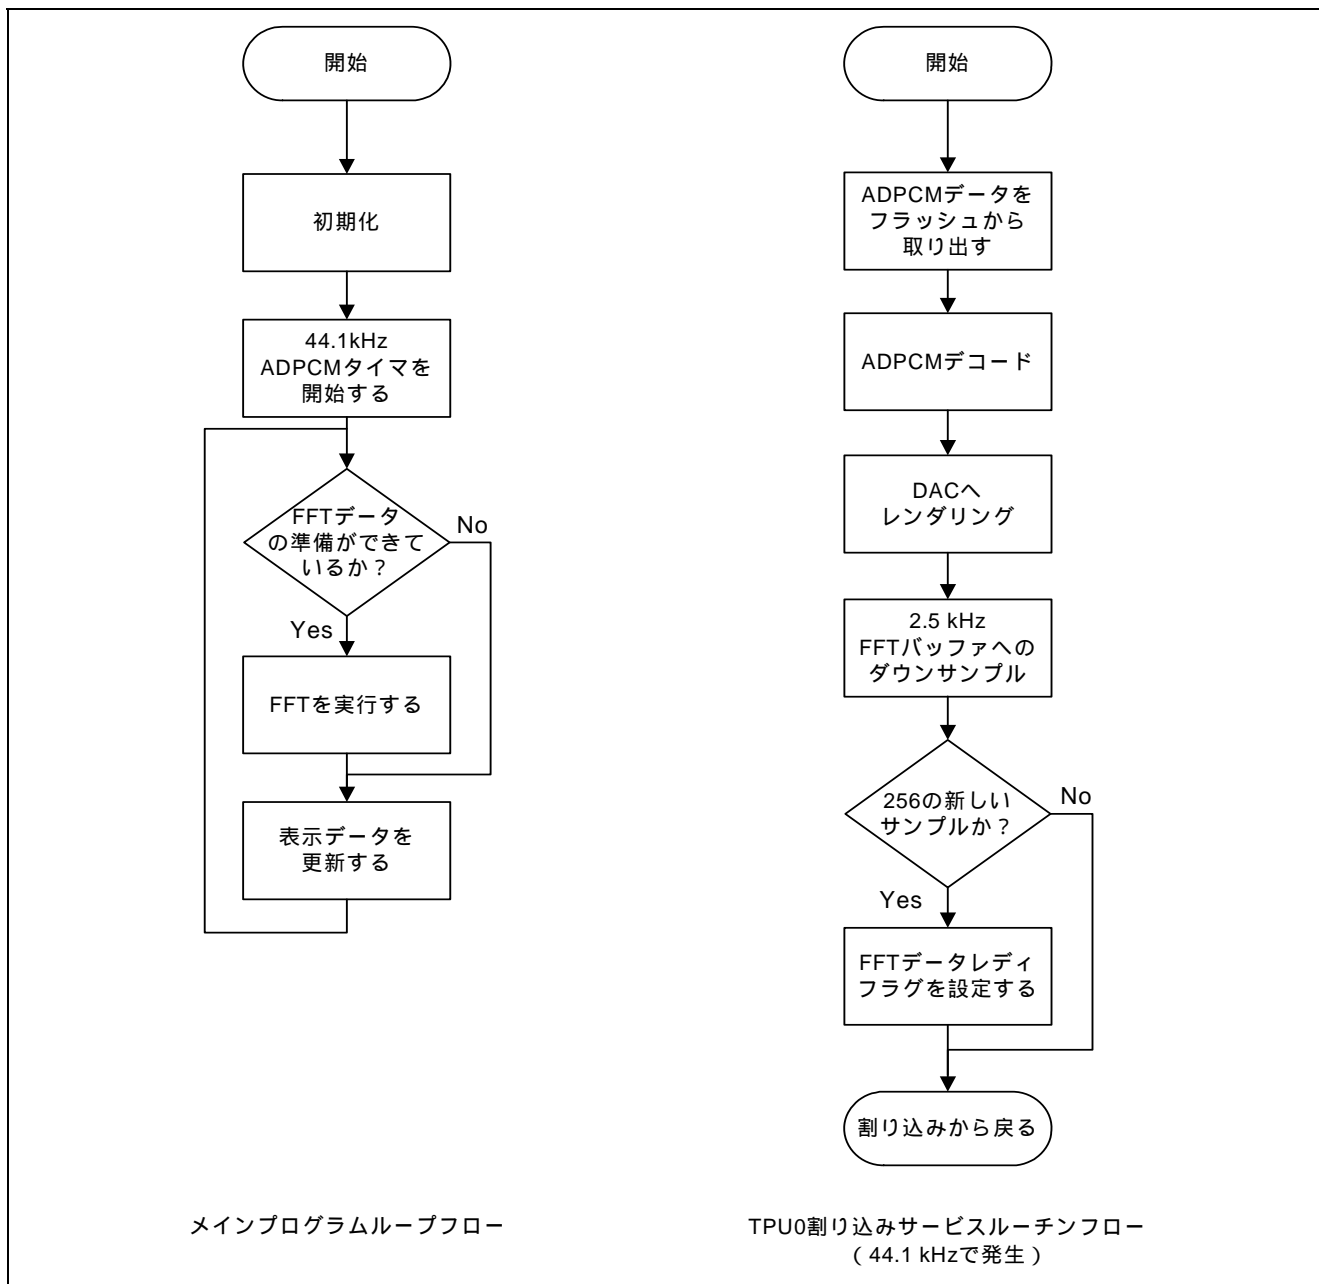 開始
初期化
44.1kHz
ADPCMタイマを
開始する
FFTデータ
の準備ができて
いるか？
No
Yes
FFTを実行する
表示データを
更新する
メインプログラムループフロー
開始
ADPCMデータを
フラッシュから
取り出す
ADPCMデコード
DACへ
レンダリング
2.5 kHz
FFTバッファへの
ダウンサンプル
256の新しい
サンプルか？
No
Yes
FFTデータレディ
フラグを設定する
割り込みから戻る
TPU0割り込みサービスルーチンフロー
（44.1 kHzで発生）